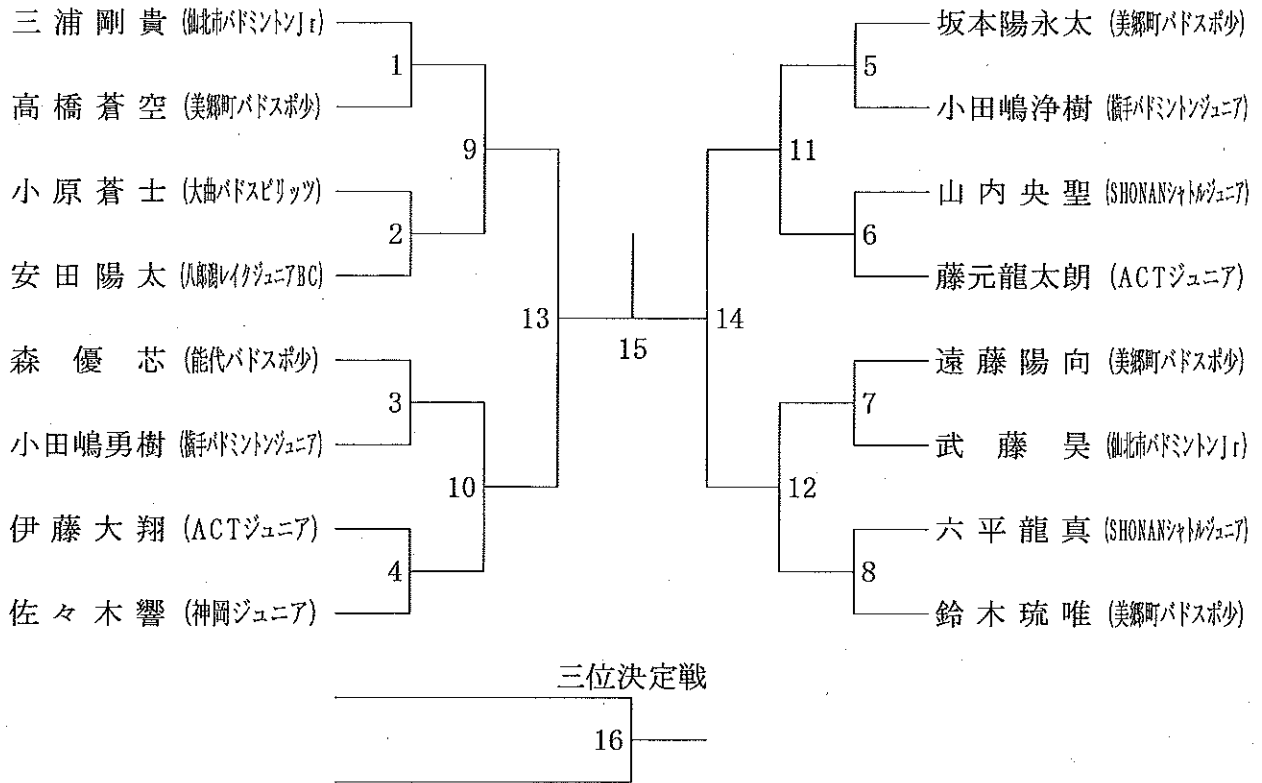 三浦剛貴 (仙北市バドミントンJr)
1
高橋蒼空 (美郷町バドスポ少)
9
小原蒼士 (大曲バドスピリッツ)
2
安田陽太 (八郎潟レイクジュニアBC)
13
森優芯 (能代バドスポ少)
3
小田嶋勇樹 (横手バドミントンジュニア)
10
伊藤大翔 (ACTジュニア)
4
佐々木響 (神岡ジュニア)
15
坂本陽永太 (美郷町バドスポ少)
5
小田嶋浄樹 (横手バドミントンジュニア)
11
山内央聖 (SHONANシャトルジュニア)
6
藤元龍太朗 (ACTジュニア)
14
遠藤陽向 (美郷町バドスポ少)
7
武藤昊 (仙北市バドミントンJr)
12
六平龍真 (SHONANシャトルジュニア)
8
鈴木琉唯 (美郷町バドスポ少)
三位決定戦
16